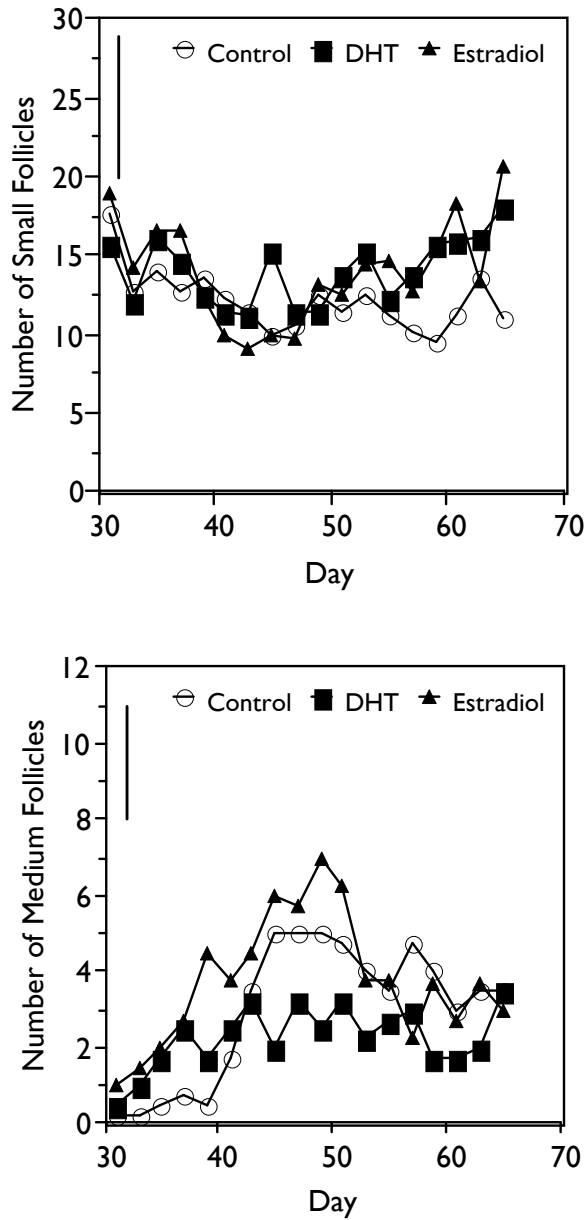 30
Control DHT Estradiol
25
20
15
10
5
0
Number of Small Follicles
30 40 50 60 70
Day
12
Control DHT Estradiol
10
8
6
4
2
0
Number of Medium Follicles
30 40 50 60 70
Day